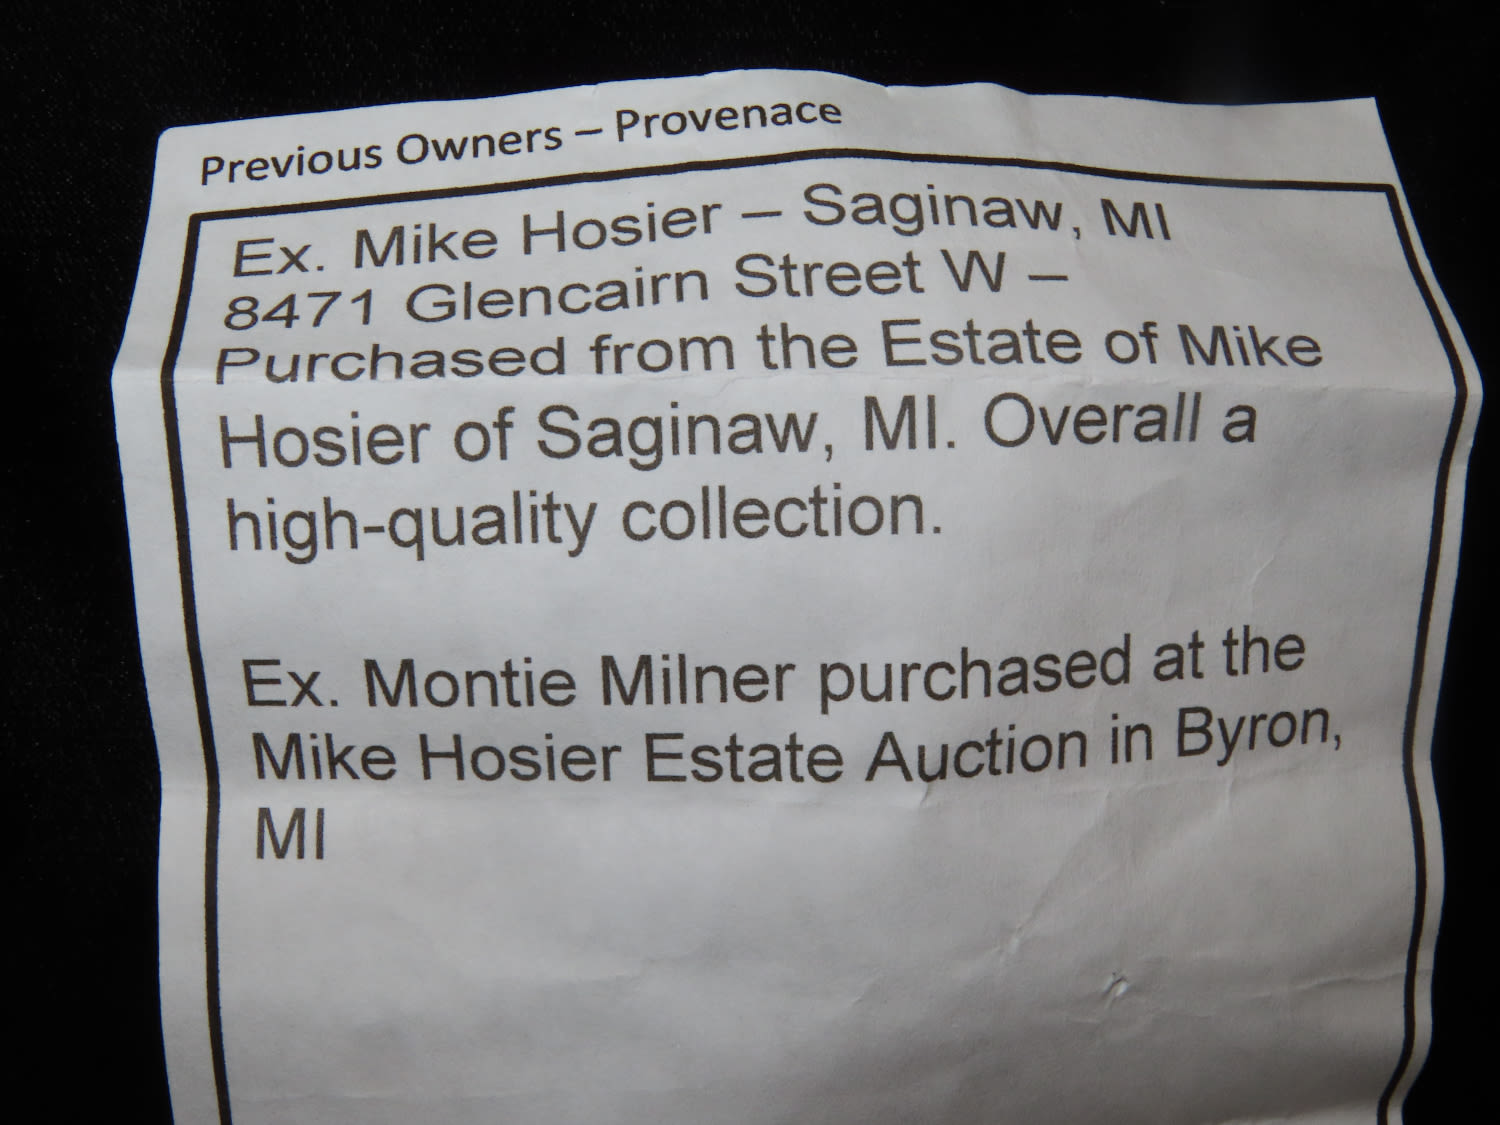 Previous Owners – Provenace
Ex. Mike Hosier – Saginaw, MI
8471 Glencairn Street W –
Purchased from the Estate of Mike
Hosier of Saginaw, MI. Overall a
high-quality collection.
Ex. Montie Milner purchased at the
Mike Hosier Estate Auction in Byron,
MI